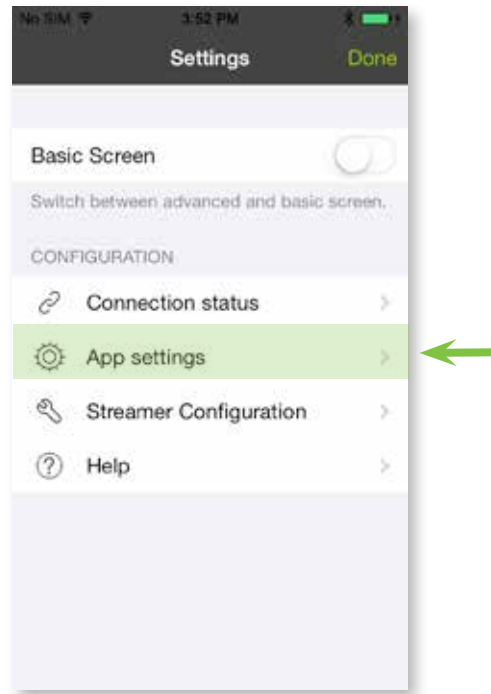 No SIM 3:52 PM
Settings Done
Basic Screen
Switch between advanced and basic screen.
CONFIGURATION
Connection status
App settings
Streamer Configuration
Help